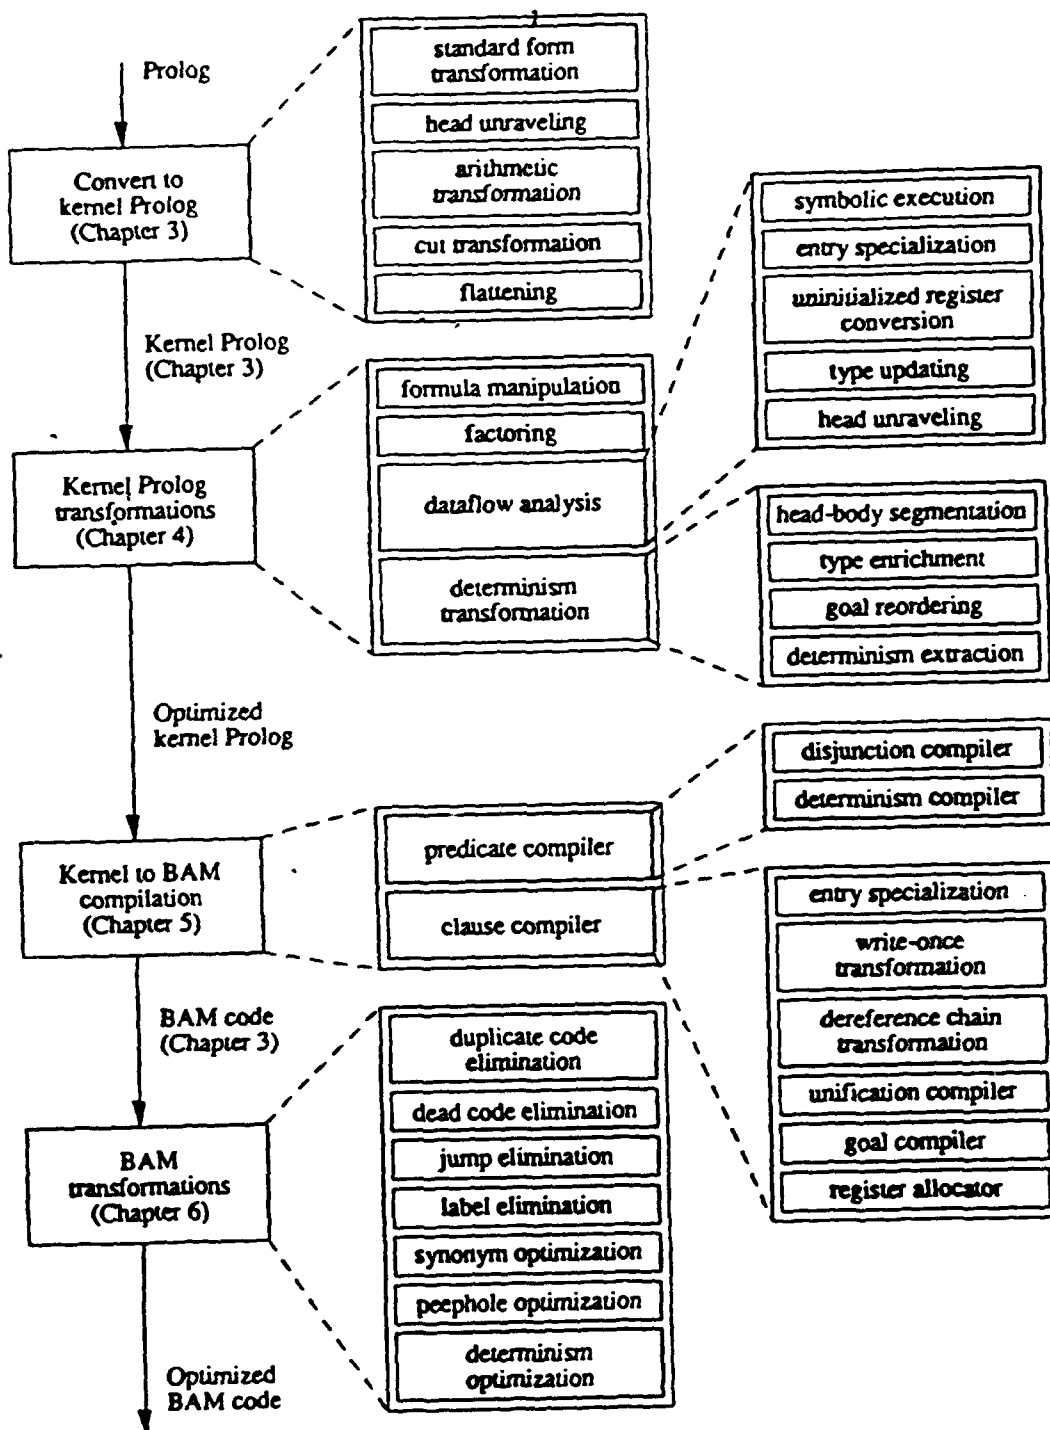 Prolog
Convert to
kernel Prolog
(Chapter 3)
standard form
transformation
head unraveling
arithmetic
transformation
cut transformation
flattening
Kernel Prolog
(Chapter 3)
Kernel Prolog
transformations
(Chapter 4)
formula manipulation
factoring
dataflow analysis
determinism
transformation
symbolic execution
entry specialization
uninitialized register
conversion
type updating
head unraveling
head-body segmentation
type enrichment
goal reordering
determinism extraction
Optimized
kernel Prolog
Kernel to BAM
compilation
(Chapter 5)
predicate compiler
clause compiler
disjunction compiler
determinism compiler
entry specialization
write-once
transformation
dereference chain
transformation
unification compiler
goal compiler
register allocator
BAM code
(Chapter 3)
BAM
transformations
(Chapter 6)
duplicate code
elimination
dead code elimination
jump elimination
label elimination
synonym optimization
peephole optimization
determinism
optimization
Optimized
BAM code